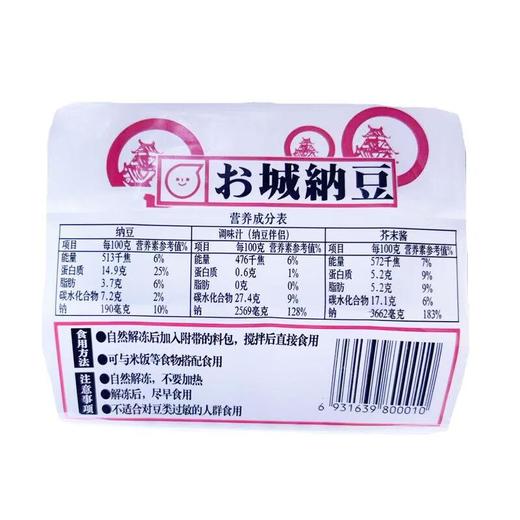 お城納豆
营养成分表
纳豆 调味汁（纳豆伴侣） 芥末酱
项目 每100克 营养素参考值% 项目 每100克 营养素参考值% 项目 每100克 营养素参考值%
能量 513千焦 6% 能量 476千焦 6% 能量 572千焦 7%
蛋白质 14.9克 25% 蛋白质 0.6克 1% 蛋白质 5.2克 9%
脂肪 3.7克 6% 脂肪 0克 0% 脂肪 5.2克 9%
碳水化合物 7.2克 2% 碳水化合物 27.4克 9% 碳水化合物 17.1克 6%
钠 190毫克 10% 钠 2569毫克 128% 钠 3662毫克 183%
食用方法
●自然解冻后加入附带的料包，搅拌后直接食用
●可与米饭等食物搭配食用
注意事项
●自然解冻，不要加热
●解冻后，尽早食用
●不适合对豆类过敏的人群食用
6 931639 800010